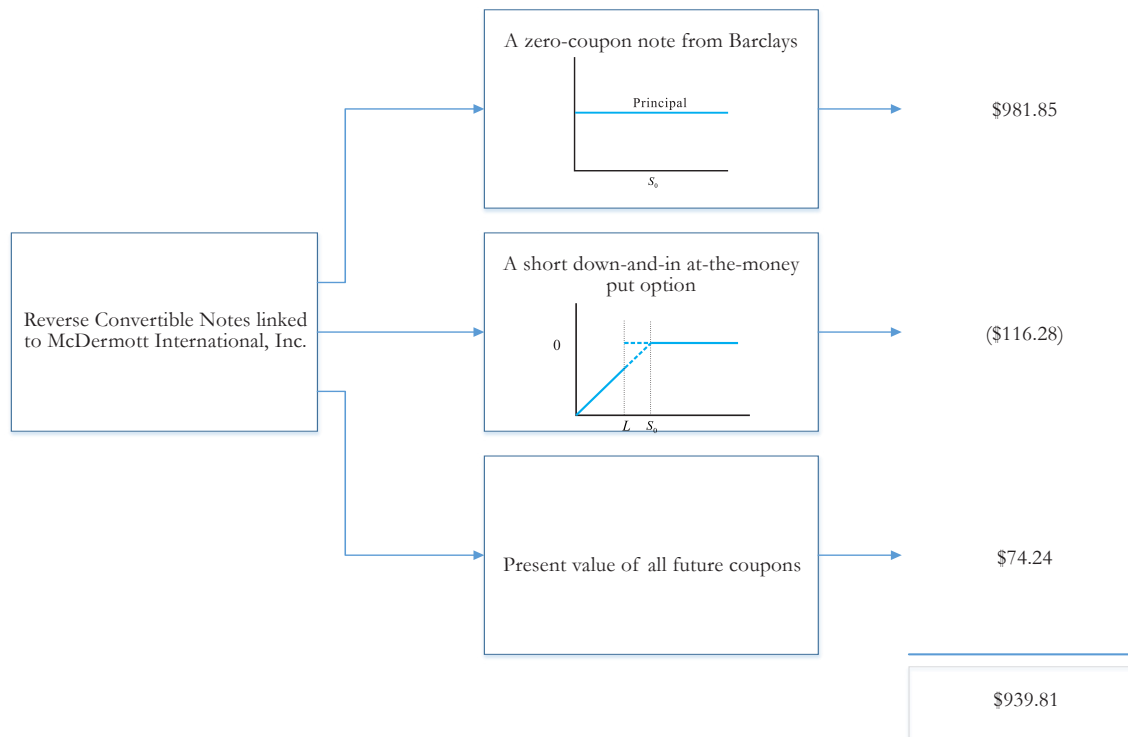 A zero-coupon note from Barclays
Principal
S₀
$981.85
Reverse Convertible Notes linked
to McDermott International, Inc.
A short down-and-in at-the-money
put option
0
L S₀
($116.28)
Present value of all future coupons
$74.24
$939.81